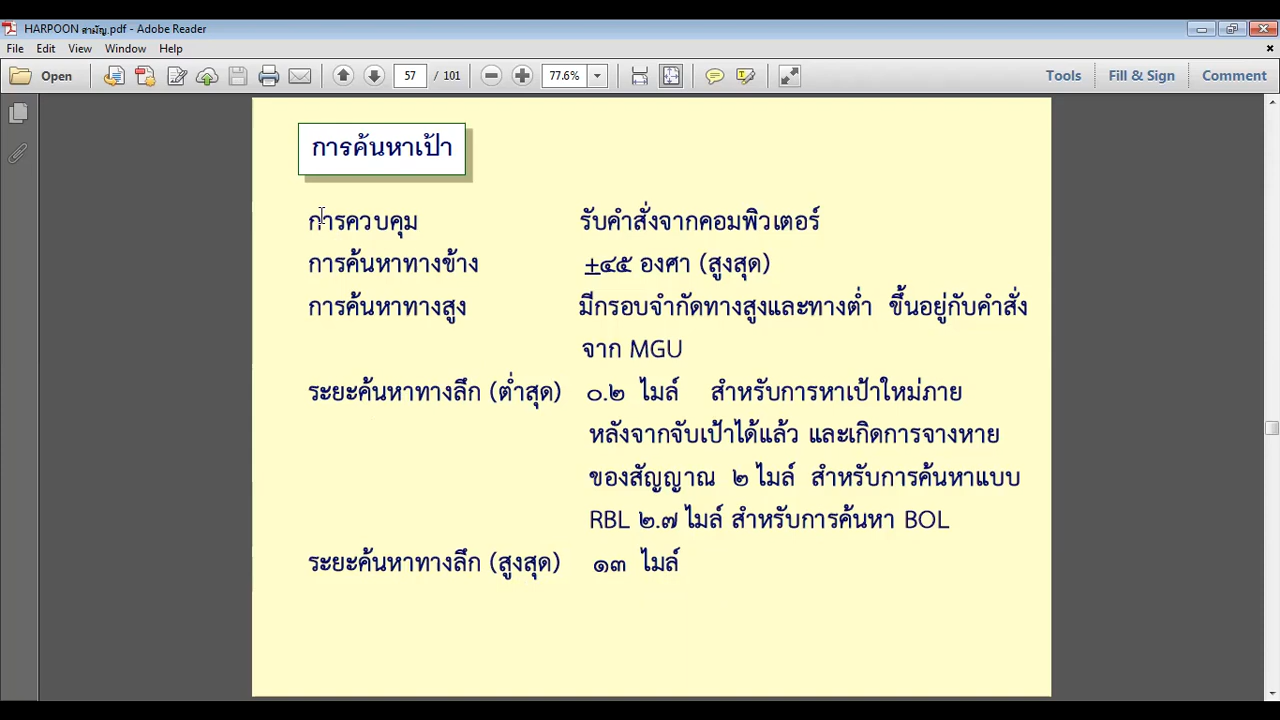 HARPOON สามัญ.pdf - Adobe Reader
File Edit View Window Help
Open 57 / 101 77.6% Tools Fill & Sign Comment
การค้นหาเป้า
การควบคุม รับคำสั่งจากคอมพิวเตอร์
การค้นหาทางข้าง ±๔๕ องศา (สูงสุด)
การค้นหาทางสูง มีกรอบจำกัดทางสูงและทางต่ำ ขึ้นอยู่กับคำสั่ง
จาก MGU
ระยะค้นหาทางลึก (ต่ำสุด) ๐.๒ ไมล์ สำหรับการหาเป้าใหม่ภาย
หลังจากจับเป้าได้แล้ว และเกิดการจางหาย
ของสัญญาณ ๒ ไมล์ สำหรับการค้นหาแบบ
RBL ๒.๗ ไมล์ สำหรับการค้นหา BOL
ระยะค้นหาทางลึก (สูงสุด) ๑๓ ไมล์